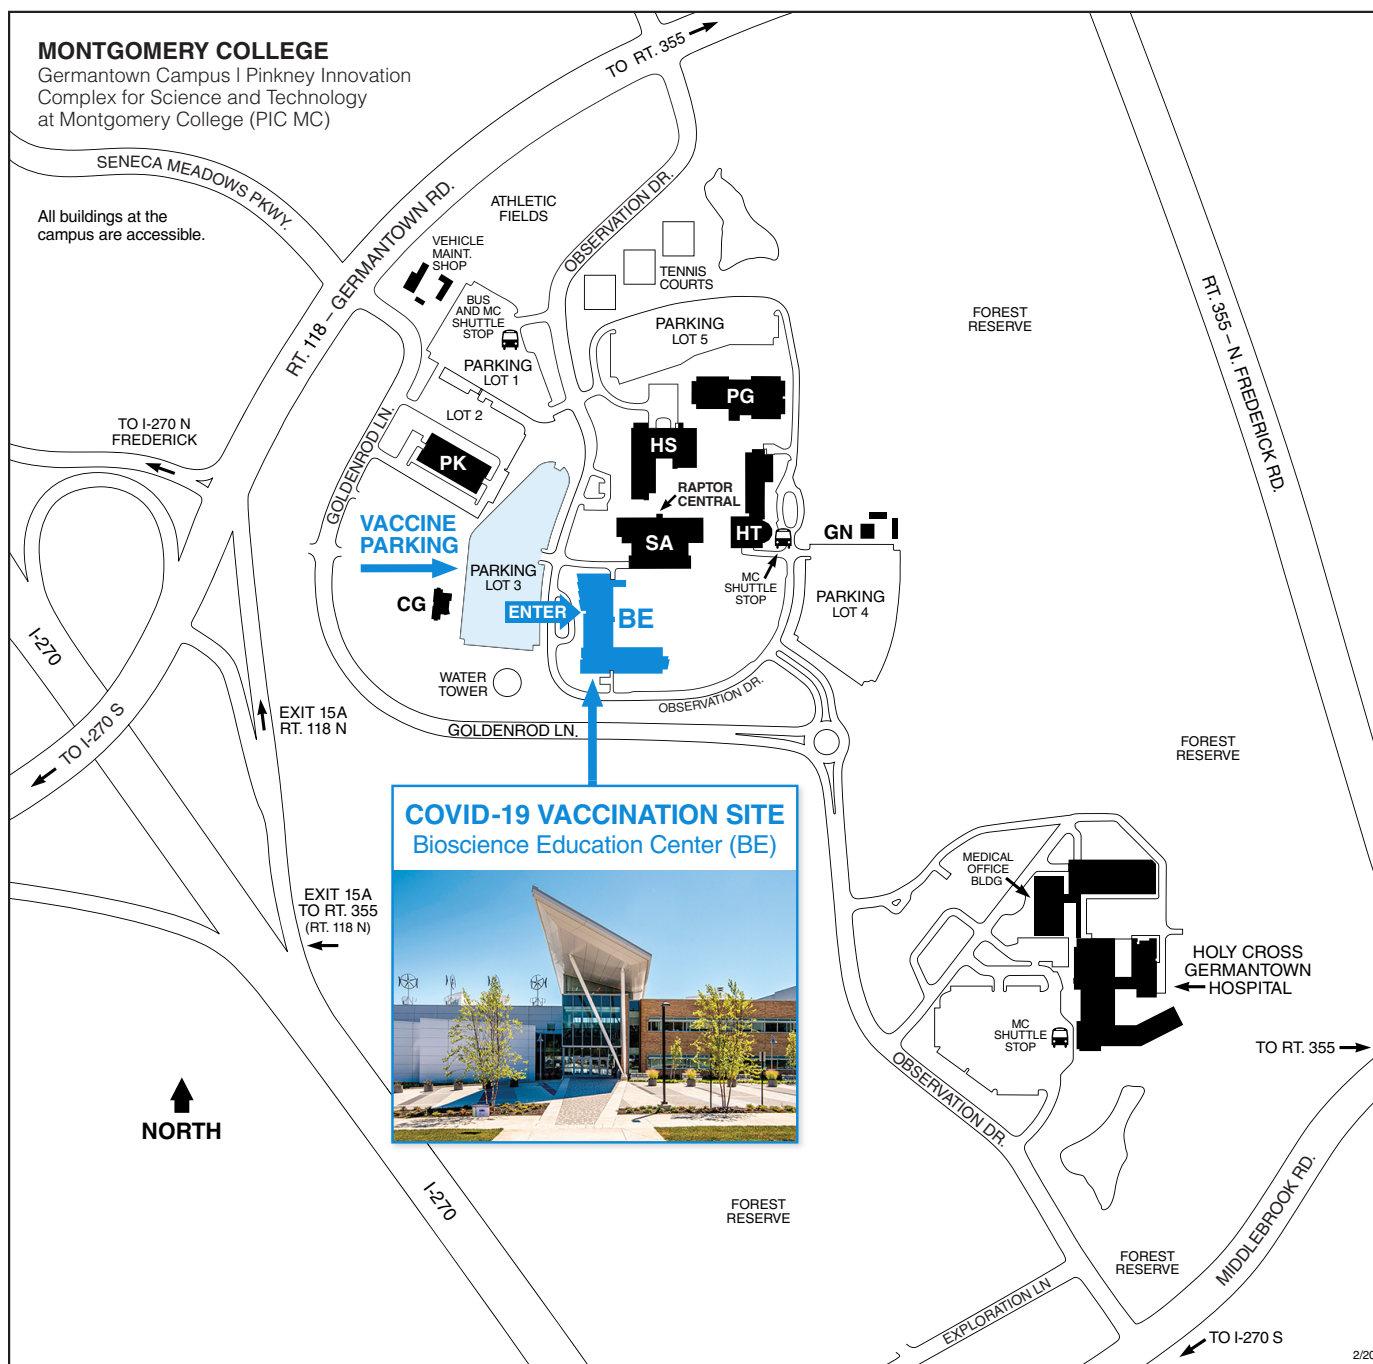 MONTGOMERY COLLEGE
Germantown Campus I Pinkney Innovation
Complex for Science and Technology
at Montgomery College (PIC MC)
TO RT. 355
SENECA MEADOWS PKWY.
All buildings at the
campus are accessible.
RT. 118 – GERMANTOWN RD.
ATHLETIC
FIELDS
OBSERVATION DR.
VEHICLE
MAINT.
SHOP
TENNIS
COURTS
BUS
AND MC
SHUTTLE
STOP
PARKING
LOT 1
PARKING
LOT 5
FOREST
RESERVE
RT. 355 – N. FREDERICK RD.
TO I-270 N
FREDERICK
GOLDENROD LN.
LOT 2
PK
PG
HS
RAPTOR
CENTRAL
SA
HT
GN
VACCINE
PARKING
PARKING
LOT 3
CG
ENTER
BE
MC
SHUTTLE
STOP
PARKING
LOT 4
WATER
TOWER
OBSERVATION DR.
GOLDENROD LN.
I-270
TO I-270 S
EXIT 15A
RT. 118 N
FOREST
RESERVE
COVID-19 VACCINATION SITE
Bioscience Education Center (BE)
EXIT 15A
TO RT. 355
(RT. 118 N)
MEDICAL
OFFICE
BLDG
HOLY CROSS
GERMANTOWN
HOSPITAL
MC
SHUTTLE
STOP
TO RT. 355
OBSERVATION DR.
NORTH
I-270
FOREST
RESERVE
FOREST
RESERVE
MIDDLEBROOK RD.
EXPLORATION LN
TO I-270 S